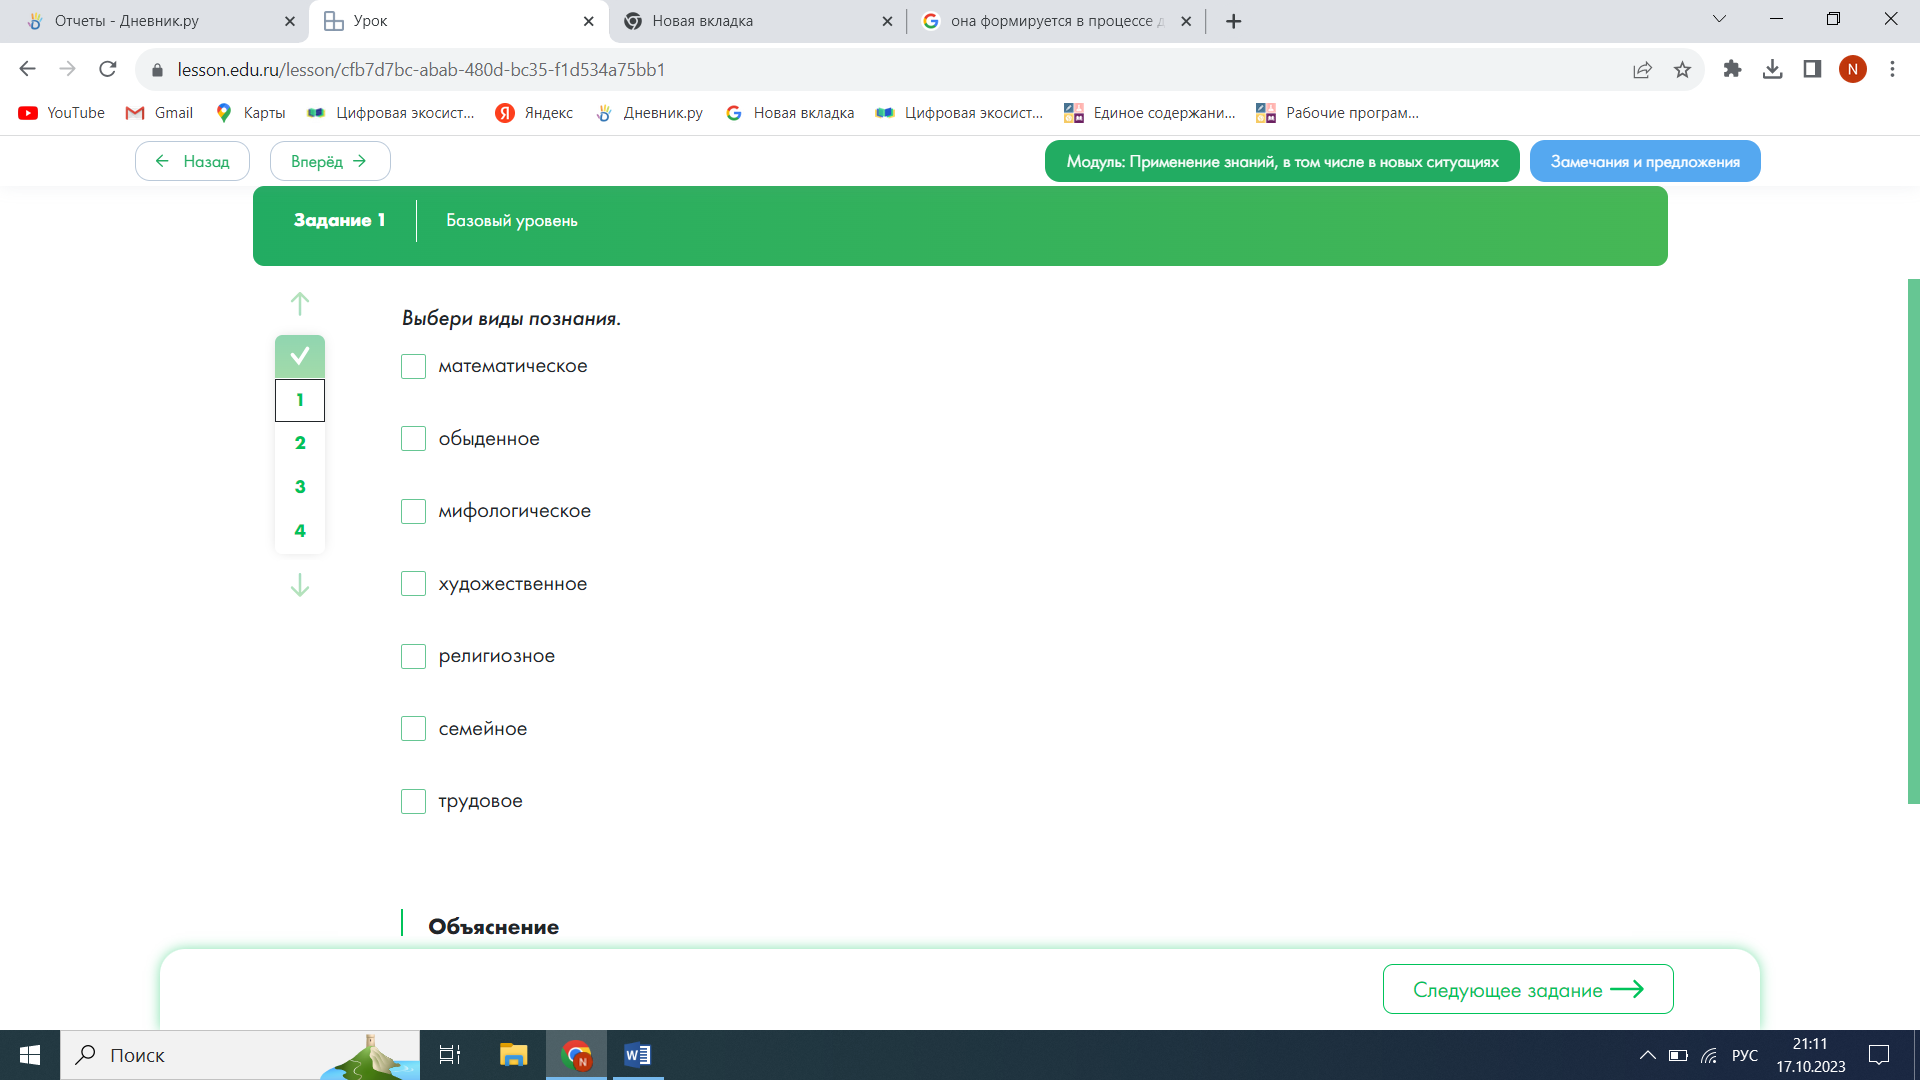 Отчеты - Дневник.ру
Урок
Новая вкладка
она формируется в процессе д
lesson.edu.ru/lesson/cfb7d7bc-abab-480d-bc35-f1d534a75bb1
N
YouTube
Gmail
Карты
Цифровая экосист...
Яндекс
Дневник.ру
Новая вкладка
Цифровая экосист...
Единое содержани...
Рабочие програм...
Назад
Вперёд
Модуль: Применение знаний, в том числе в новых ситуациях
Замечания и предложения
Задание 1
Базовый уровень
1
2
3
4
Выбери виды познания.
математическое
обыденное
мифологическое
художественное
религиозное
семейное
трудовое
Объяснение
Следующее задание
Поиск
N
W
РУС
21:11
17.10.2023